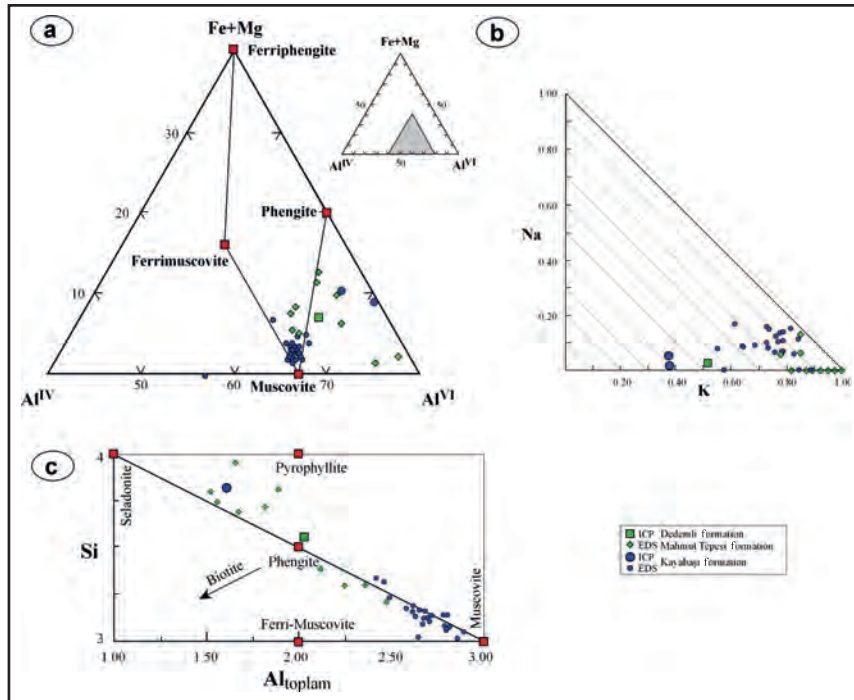 a
Fe+Mg
Ferriphengite
30
20
Phengite
Ferrimuscovite
10
Al^IV
50
60
Muscovite
70
Al^VI
Fe+Mg
50
50
Al^IV
50
Al^VI
b
1.00
0.80
Na
0.60
0.40
0.20
0.20
0.40
0.60
0.80
1.00
K
c
4
Seladonite
Pyrophyllite
Si
Phengite
Biotite
Muscovite
Ferri-Muscovite
3
1.00
1.50
2.00
2.50
3.00
Al_toplam
ICP Dedemli formation
EDS Mahmut Tepesi formation
ICP
EDS Kayabaşı formation